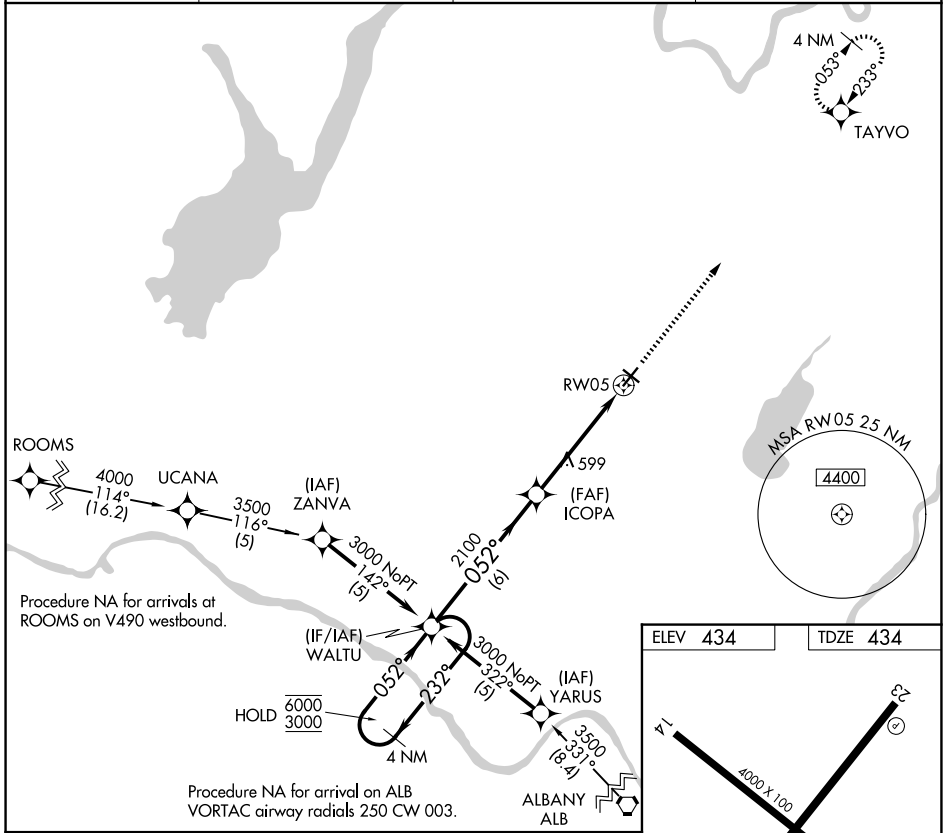 4 NM
053°
233°
TAYVO
RW05
MSA RW05 25 NM
4400
599
(FAF)
ICOPA
ROOMS
4000
114°
(16.2)
UCANA
3500
116°
(5)
(IAF)
ZANVA
3000 NoPT
142°
(5)
2100
052°
(6)
Procedure NA for arrivals at
ROOMS on V490 westbound.
(IF/IAF)
WALTU
052°
232°
HOLD
6000
3000
4 NM
3000 NoPT
322°
(5)
(IAF)
YARUS
3500
331°
(8.4)
ALBANY
ALB
Procedure NA for arrival on ALB
VORTAC airway radials 250 CW 003.
ELEV 434
TDZE 434
23
P
14
4000 X 100